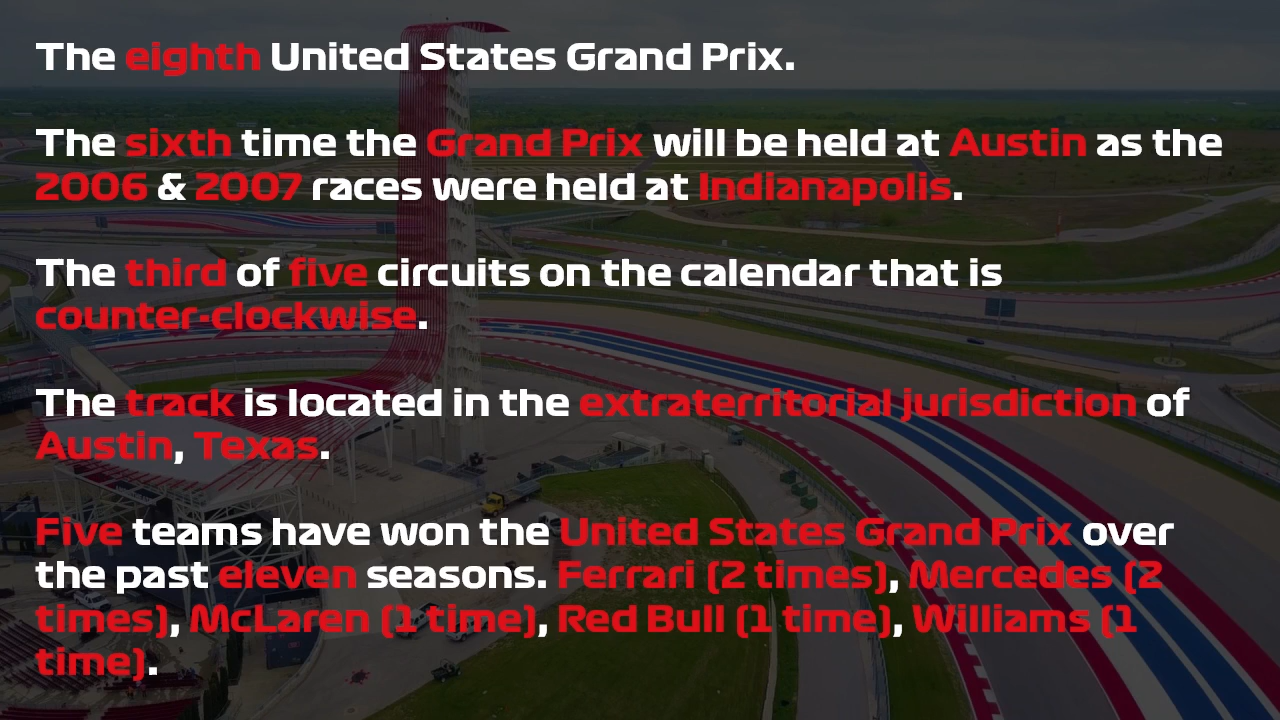 The eighth United States Grand Prix.
The sixth time the Grand Prix will be held at Austin as the
2006 & 2007 races were held at Indianapolis.
The third of five circuits on the calendar that is
counter-clockwise.
The track is located in the extraterritorial jurisdiction of
Austin, Texas.
Five teams have won the United States Grand Prix over
the past eleven seasons. Ferrari (2 times), Mercedes (2
times), McLaren (1 time), Red Bull (1 time), Williams (1
time).